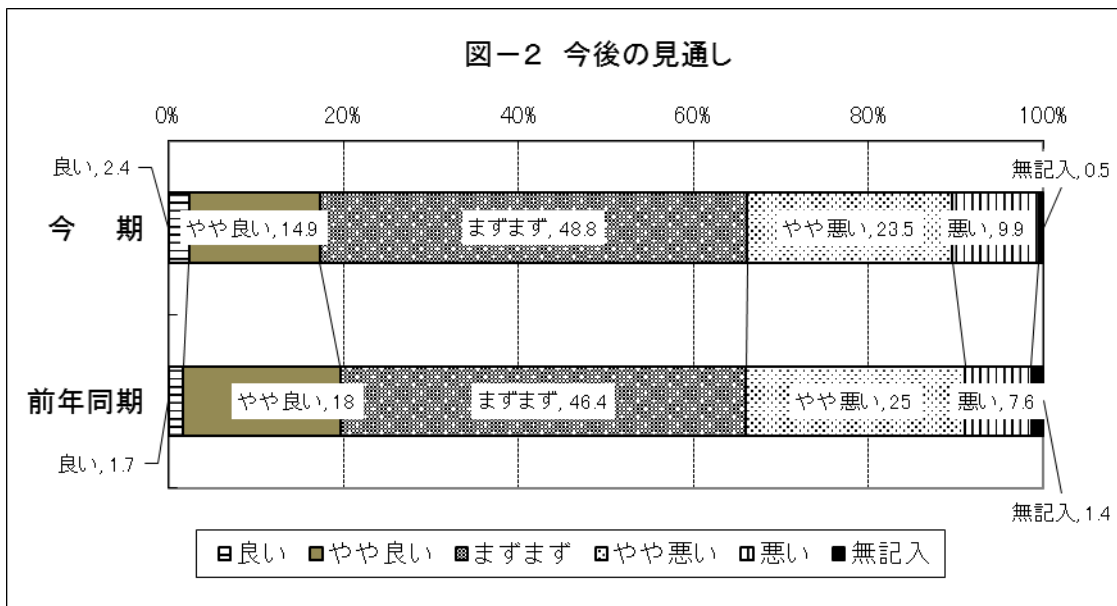 図－2 今後の見通し
0% 20% 40% 60% 80% 100%
良い, 2.4
無記入, 0.5
今 期
やや良い, 14.9
まずまず, 48.8
やや悪い, 23.5
悪い, 9.9
前年同期
やや良い, 18
まずまず, 46.4
やや悪い, 25
悪い, 7.6
良い, 1.7
無記入, 1.4
良い やや良い まずまず やや悪い 悪い 無記入